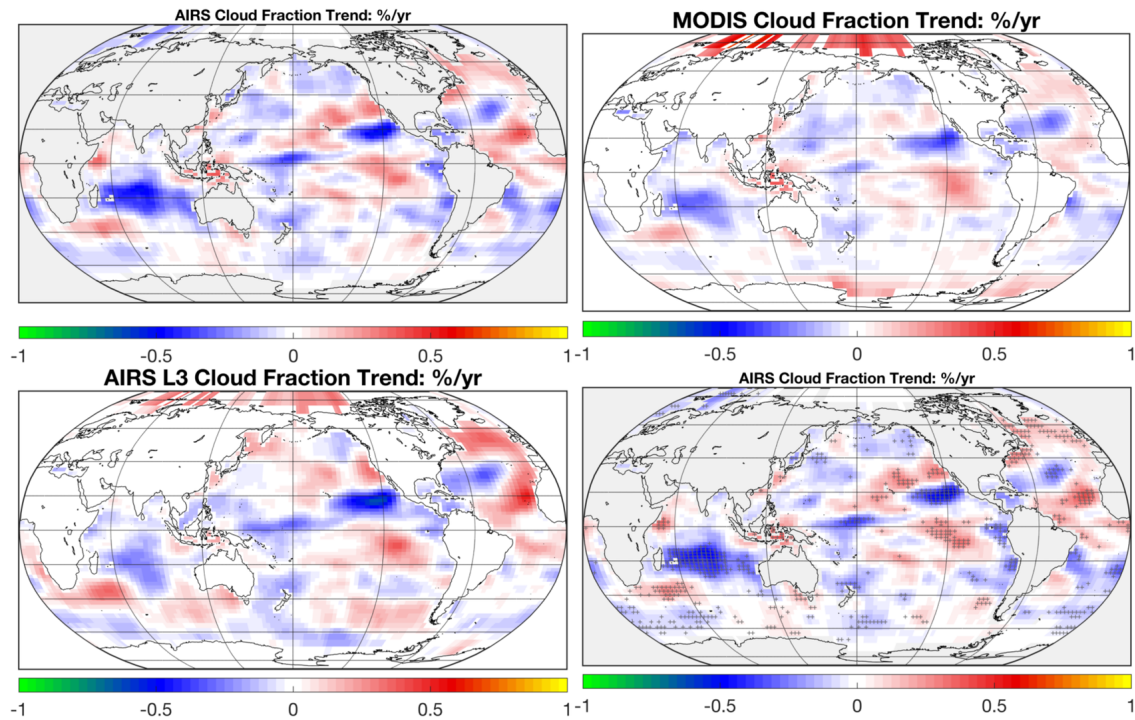 AIRS Cloud Fraction Trend: %/yr
-1 -0.5 0 0.5 1
MODIS Cloud Fraction Trend: %/yr
-1 -0.5 0 0.5 1
AIRS L3 Cloud Fraction Trend: %/yr
-1 -0.5 0 0.5 1
AIRS Cloud Fraction Trend: %/yr
-1 -0.5 0 0.5 1